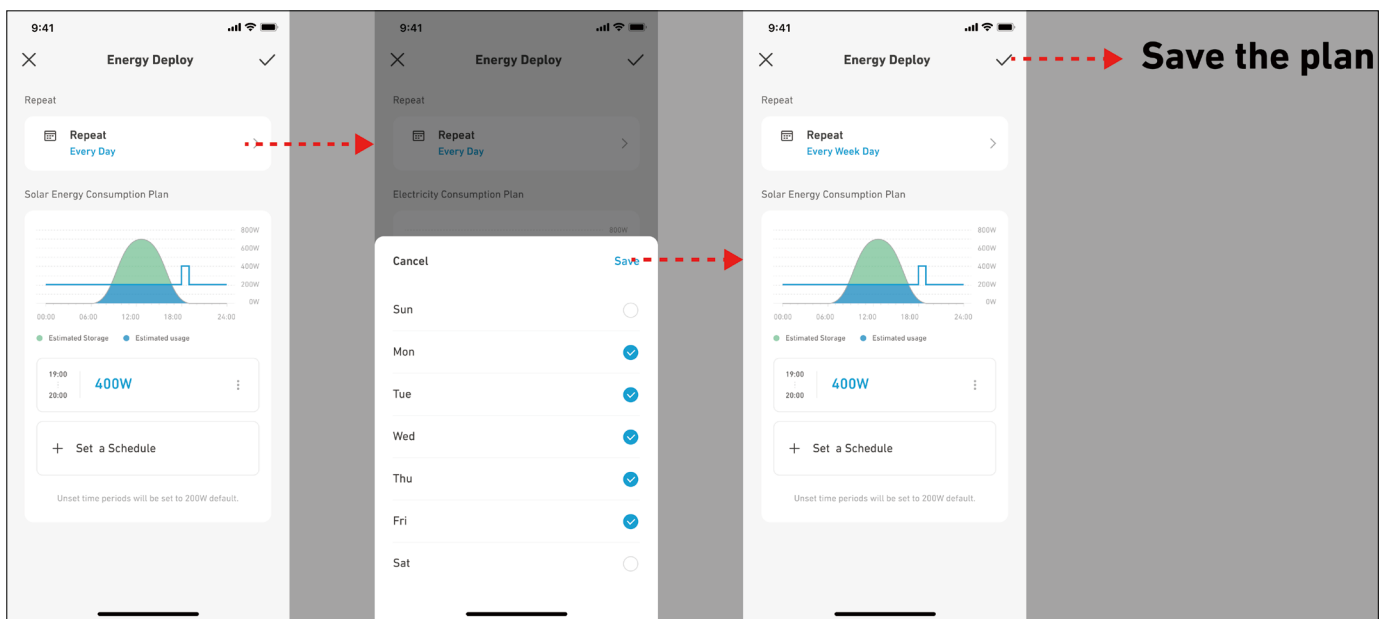 9:41
Energy Deploy
Repeat
Repeat
Every Day
Solar Energy Consumption Plan
800W
600W
400W
200W
0W
00:00 06:00 12:00 18:00 24:00
Estimated Storage Estimated usage
19:00
20:00
400W
+ Set a Schedule
Unset time periods will be set to 200W default.
9:41
Energy Deploy
Repeat
Repeat
Every Day
Electricity Consumption Plan
800W
Cancel Save
Sun
Mon
Tue
Wed
Thu
Fri
Sat
9:41
Energy Deploy
Repeat
Repeat
Every Week Day
Solar Energy Consumption Plan
800W
600W
400W
200W
0W
00:00 06:00 12:00 18:00 24:00
Estimated Storage Estimated usage
19:00
20:00
400W
+ Set a Schedule
Unset time periods will be set to 200W default.
Save the plan